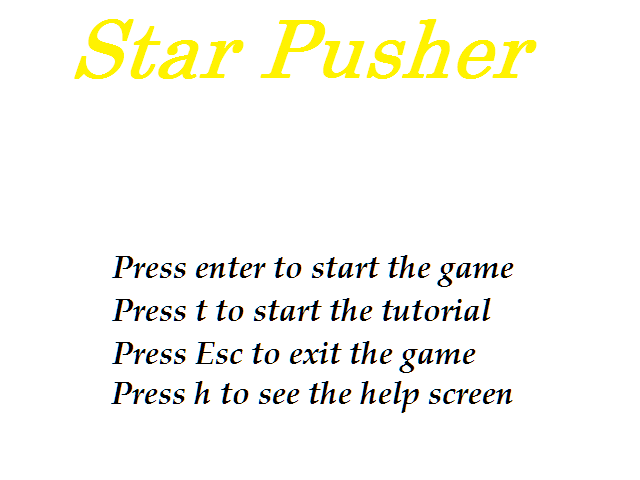 Star Pusher
Press enter to start the game
Press t to start the tutorial
Press Esc to exit the game
Press h to see the help screen